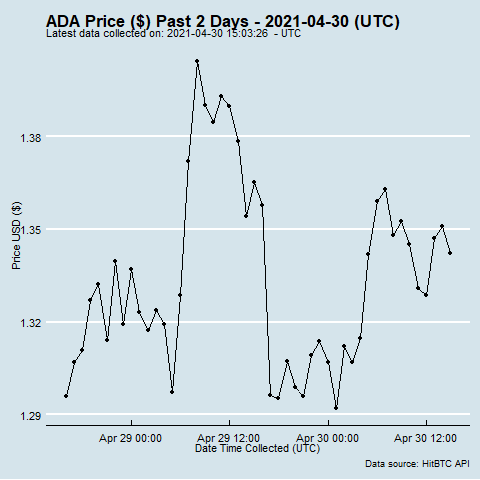 ADA Price ($) Past 2 Days - 2021-04-30 (UTC)
Latest data collected on: 2021-04-30 15:03:26 - UTC
Price USD ($)
1.38
1.35
1.32
1.29
Apr 29 00:00
Apr 29 12:00
Apr 30 00:00
Apr 30 12:00
Date Time Collected (UTC)
Data source: HitBTC API